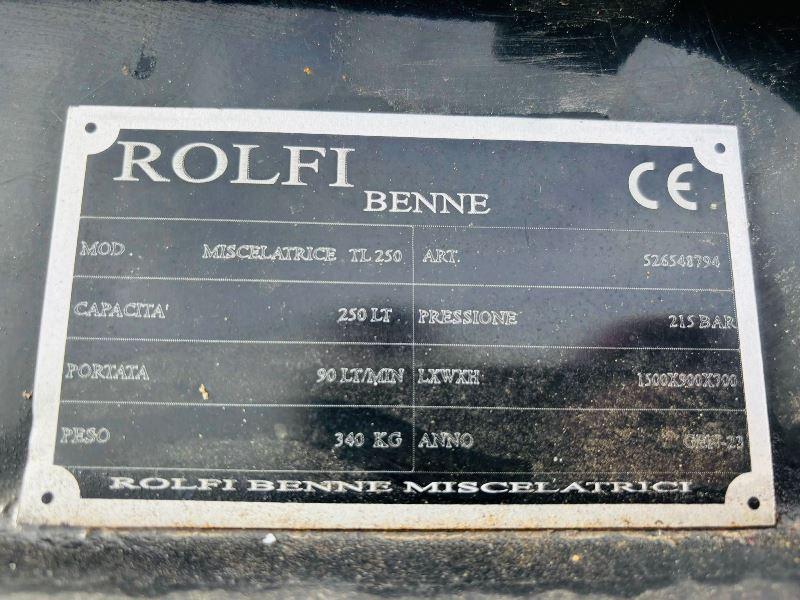 ROLFI
BENNE
CE
MOD. MISCELATRICE TL 250 ART. 526548794
CAPACITA' 250 LT PRESSIONE 215 BAR
PORTATA 90 LT/MIN LXWXH 1500X900X700
PESO 340 KG ANNO
ROLFI BENNE MISCELATRICI